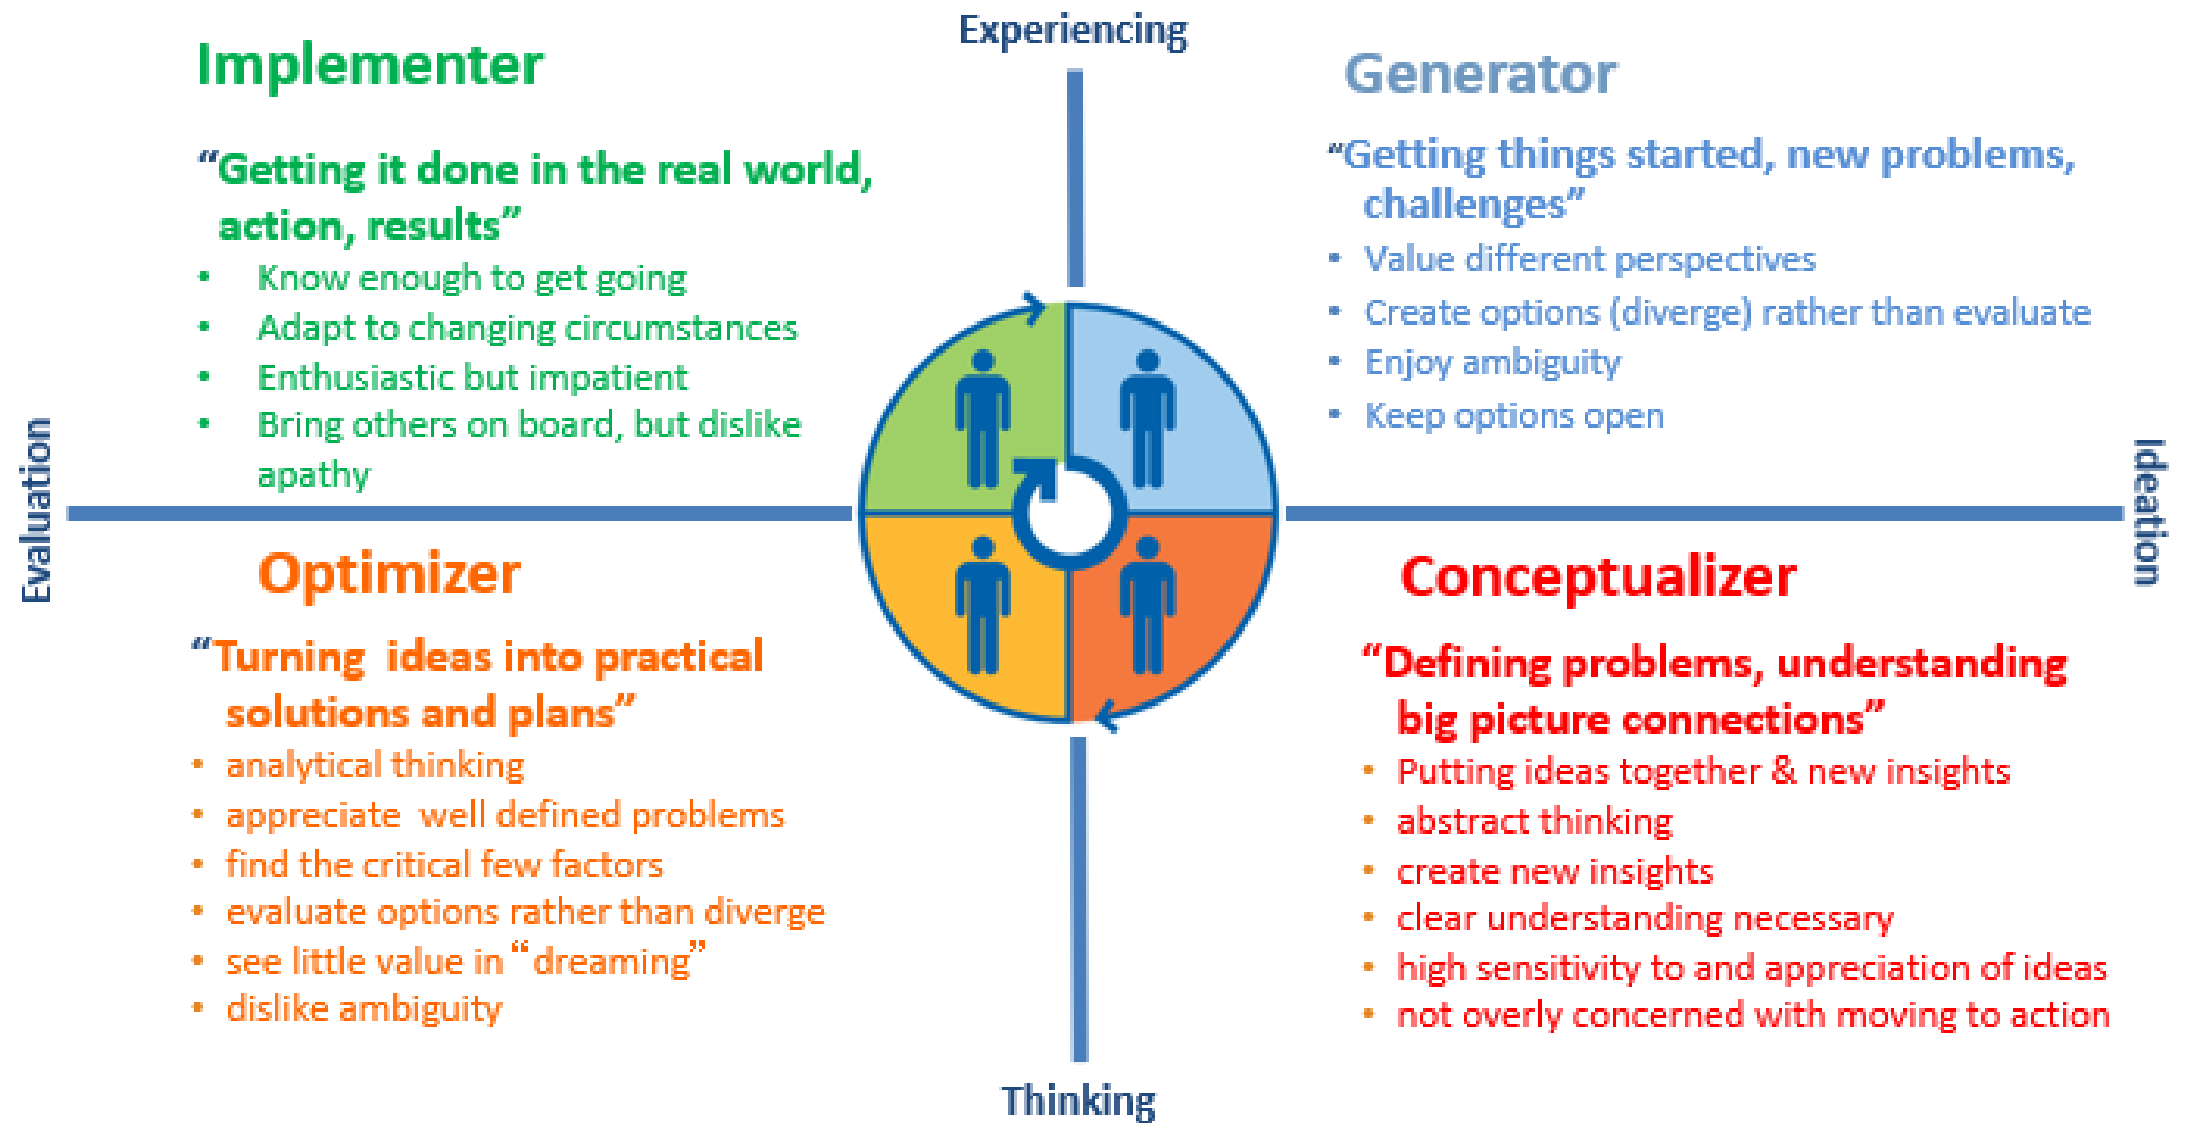 Experiencing
Implementer
“Getting it done in the real world,
action, results”
• Know enough to get going
• Adapt to changing circumstances
• Enthusiastic but impatient
• Bring others on board, but dislike
apathy
Generator
“Getting things started, new problems,
challenges”
• Value different perspectives
• Create options (diverge) rather than evaluate
• Enjoy ambiguity
• Keep options open
Evaluation
Ideation
Optimizer
“Turning ideas into practical
solutions and plans”
• analytical thinking
• appreciate well defined problems
• find the critical few factors
• evaluate options rather than diverge
• see little value in “dreaming”
• dislike ambiguity
Conceptualizer
“Defining problems, understanding
big picture connections”
• Putting ideas together & new insights
• abstract thinking
• create new insights
• clear understanding necessary
• high sensitivity to and appreciation of ideas
• not overly concerned with moving to action
Thinking